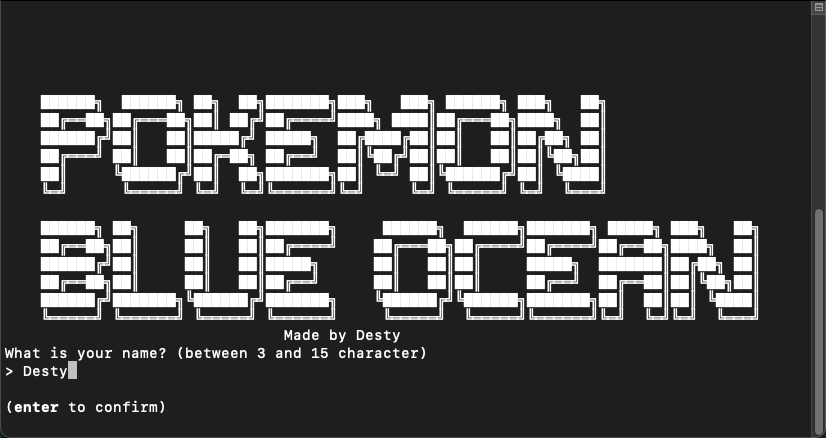 POKEMON
BLUE OCEAN
Made by Desty
What is your name? (between 3 and 15 character)
> Desty
(enter to confirm)